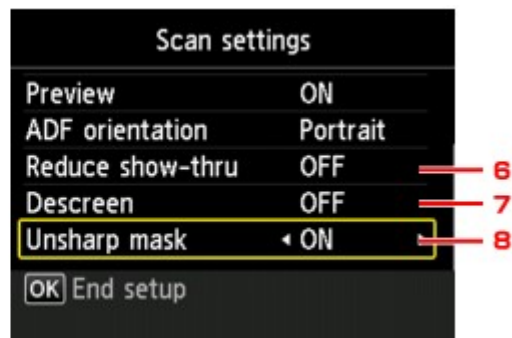 Scan settings
Preview ON
ADF orientation Portrait
Reduce show-thru OFF 6
Descreen OFF 7
Unsharp mask ON 8
OK End setup